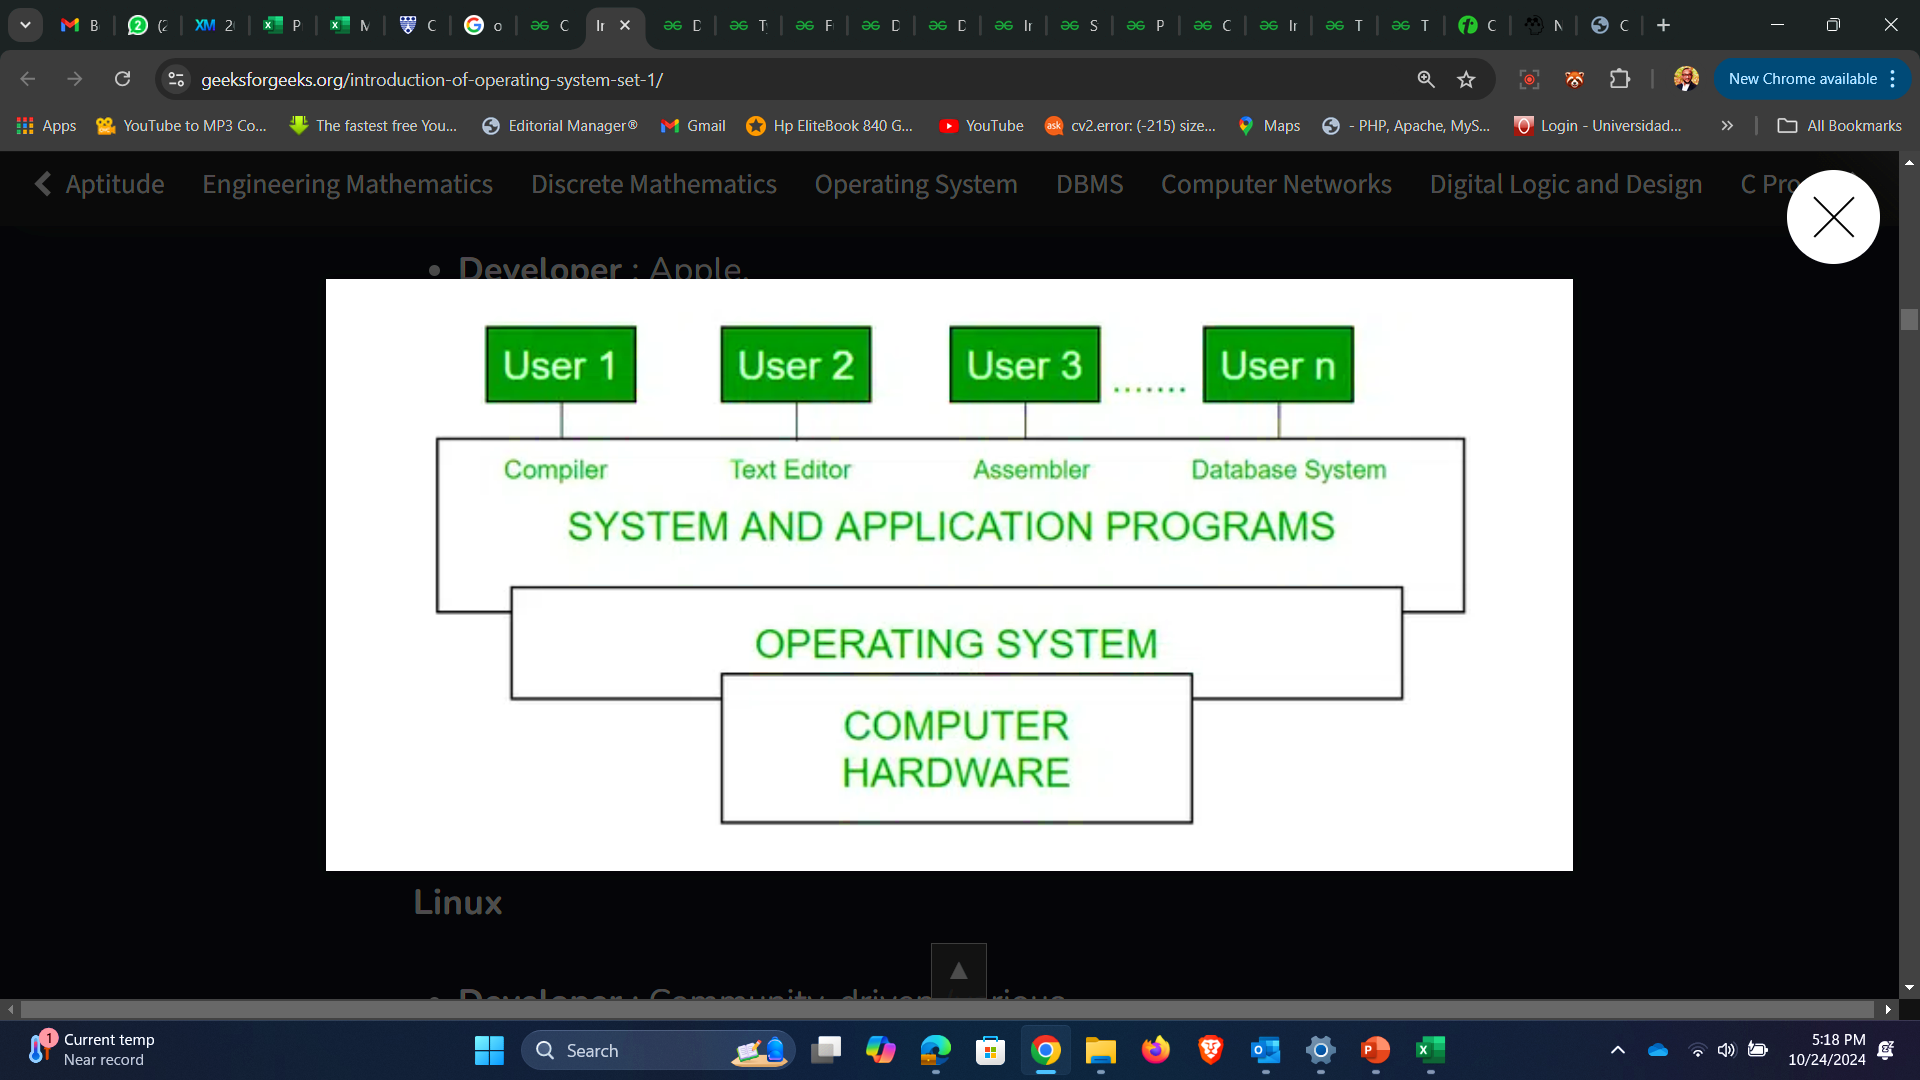 geeksforgeeks.org/introduction-of-operating-system-set-1/
New Chrome available
Apps
YouTube to MP3 Co...
The fastest free You...
Editorial Manager®
Gmail
Hp EliteBook 840 G...
YouTube
cv2.error: (-215) size...
Maps
- PHP, Apache, MyS...
Login - Universidad...
All Bookmarks
Aptitude
Engineering Mathematics
Discrete Mathematics
Operating System
DBMS
Computer Networks
Digital Logic and Design
Developer : Apple.
User 1
User 2
User 3
.......
User n
Compiler
Text Editor
Assembler
Database System
SYSTEM AND APPLICATION PROGRAMS
OPERATING SYSTEM
COMPUTER
HARDWARE
Linux
Developer : Community-driven
Current temp
Near record
Search
5:18 PM
10/24/2024